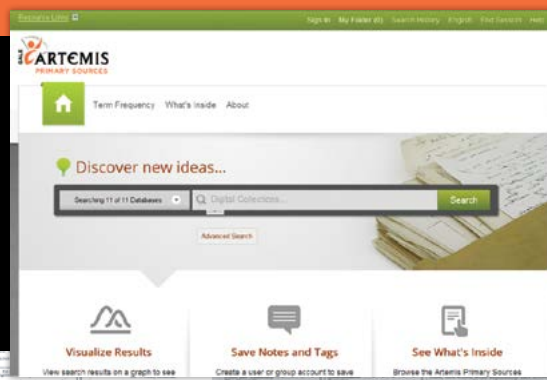 Resource Links
Sign In My Folder (0) Search History English Find Session Help
GALE
ARTEMIS
PRIMARY SOURCES
Term Frequency What's Inside About
Discover new ideas...
Searching 11 of 11 Databases Digital Collections... Search
Advanced Search
Visualize Results Save Notes and Tags See What's Inside
View search results on a graph to see Create a user or group account to save Browse the Artemis Primary Sources